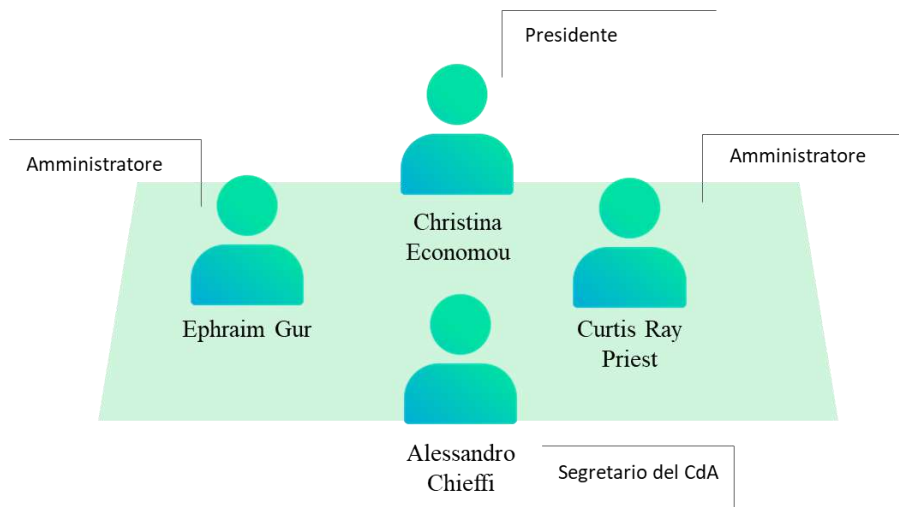 Presidente
Amministratore
Amministratore
Christina
Economou
Ephraim Gur
Curtis Ray
Priest
Alessandro
Chieffi
Segretario del CdA